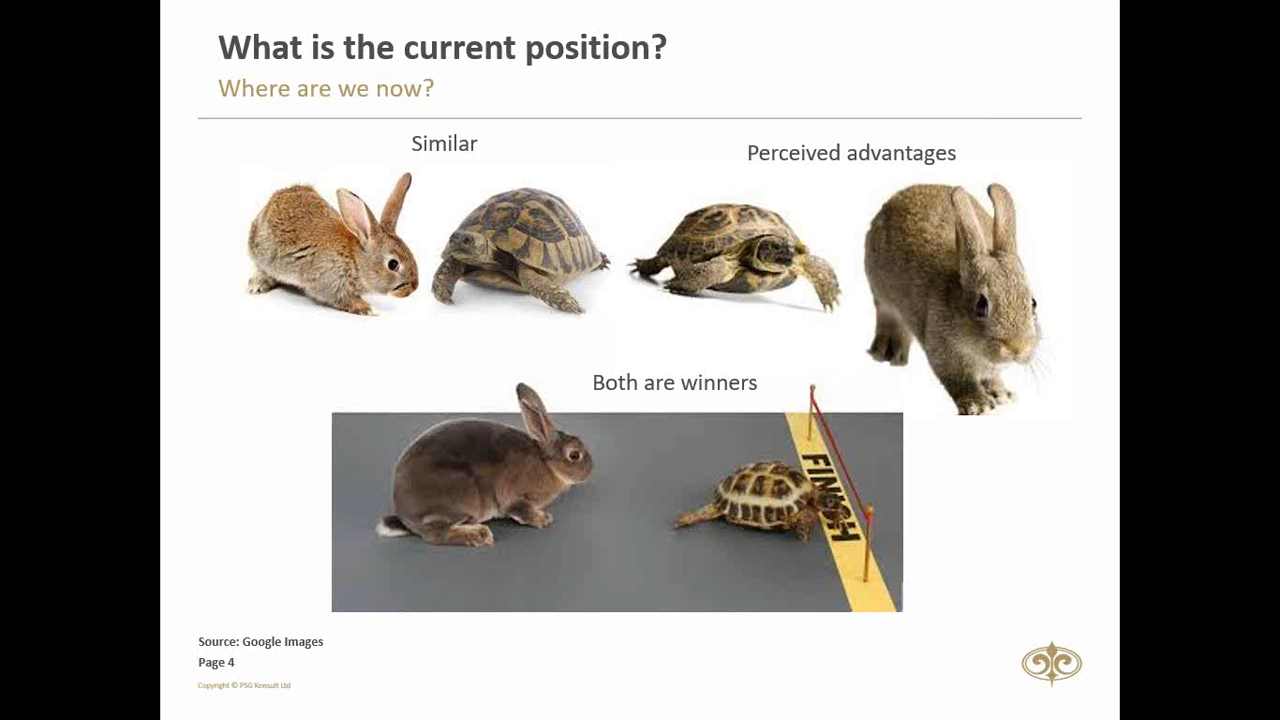 What is the current position?
Where are we now?
Similar
Perceived advantages
Both are winners
FINISH
Source: Google Images
Page 4
Copyright © PSG Konsult Ltd